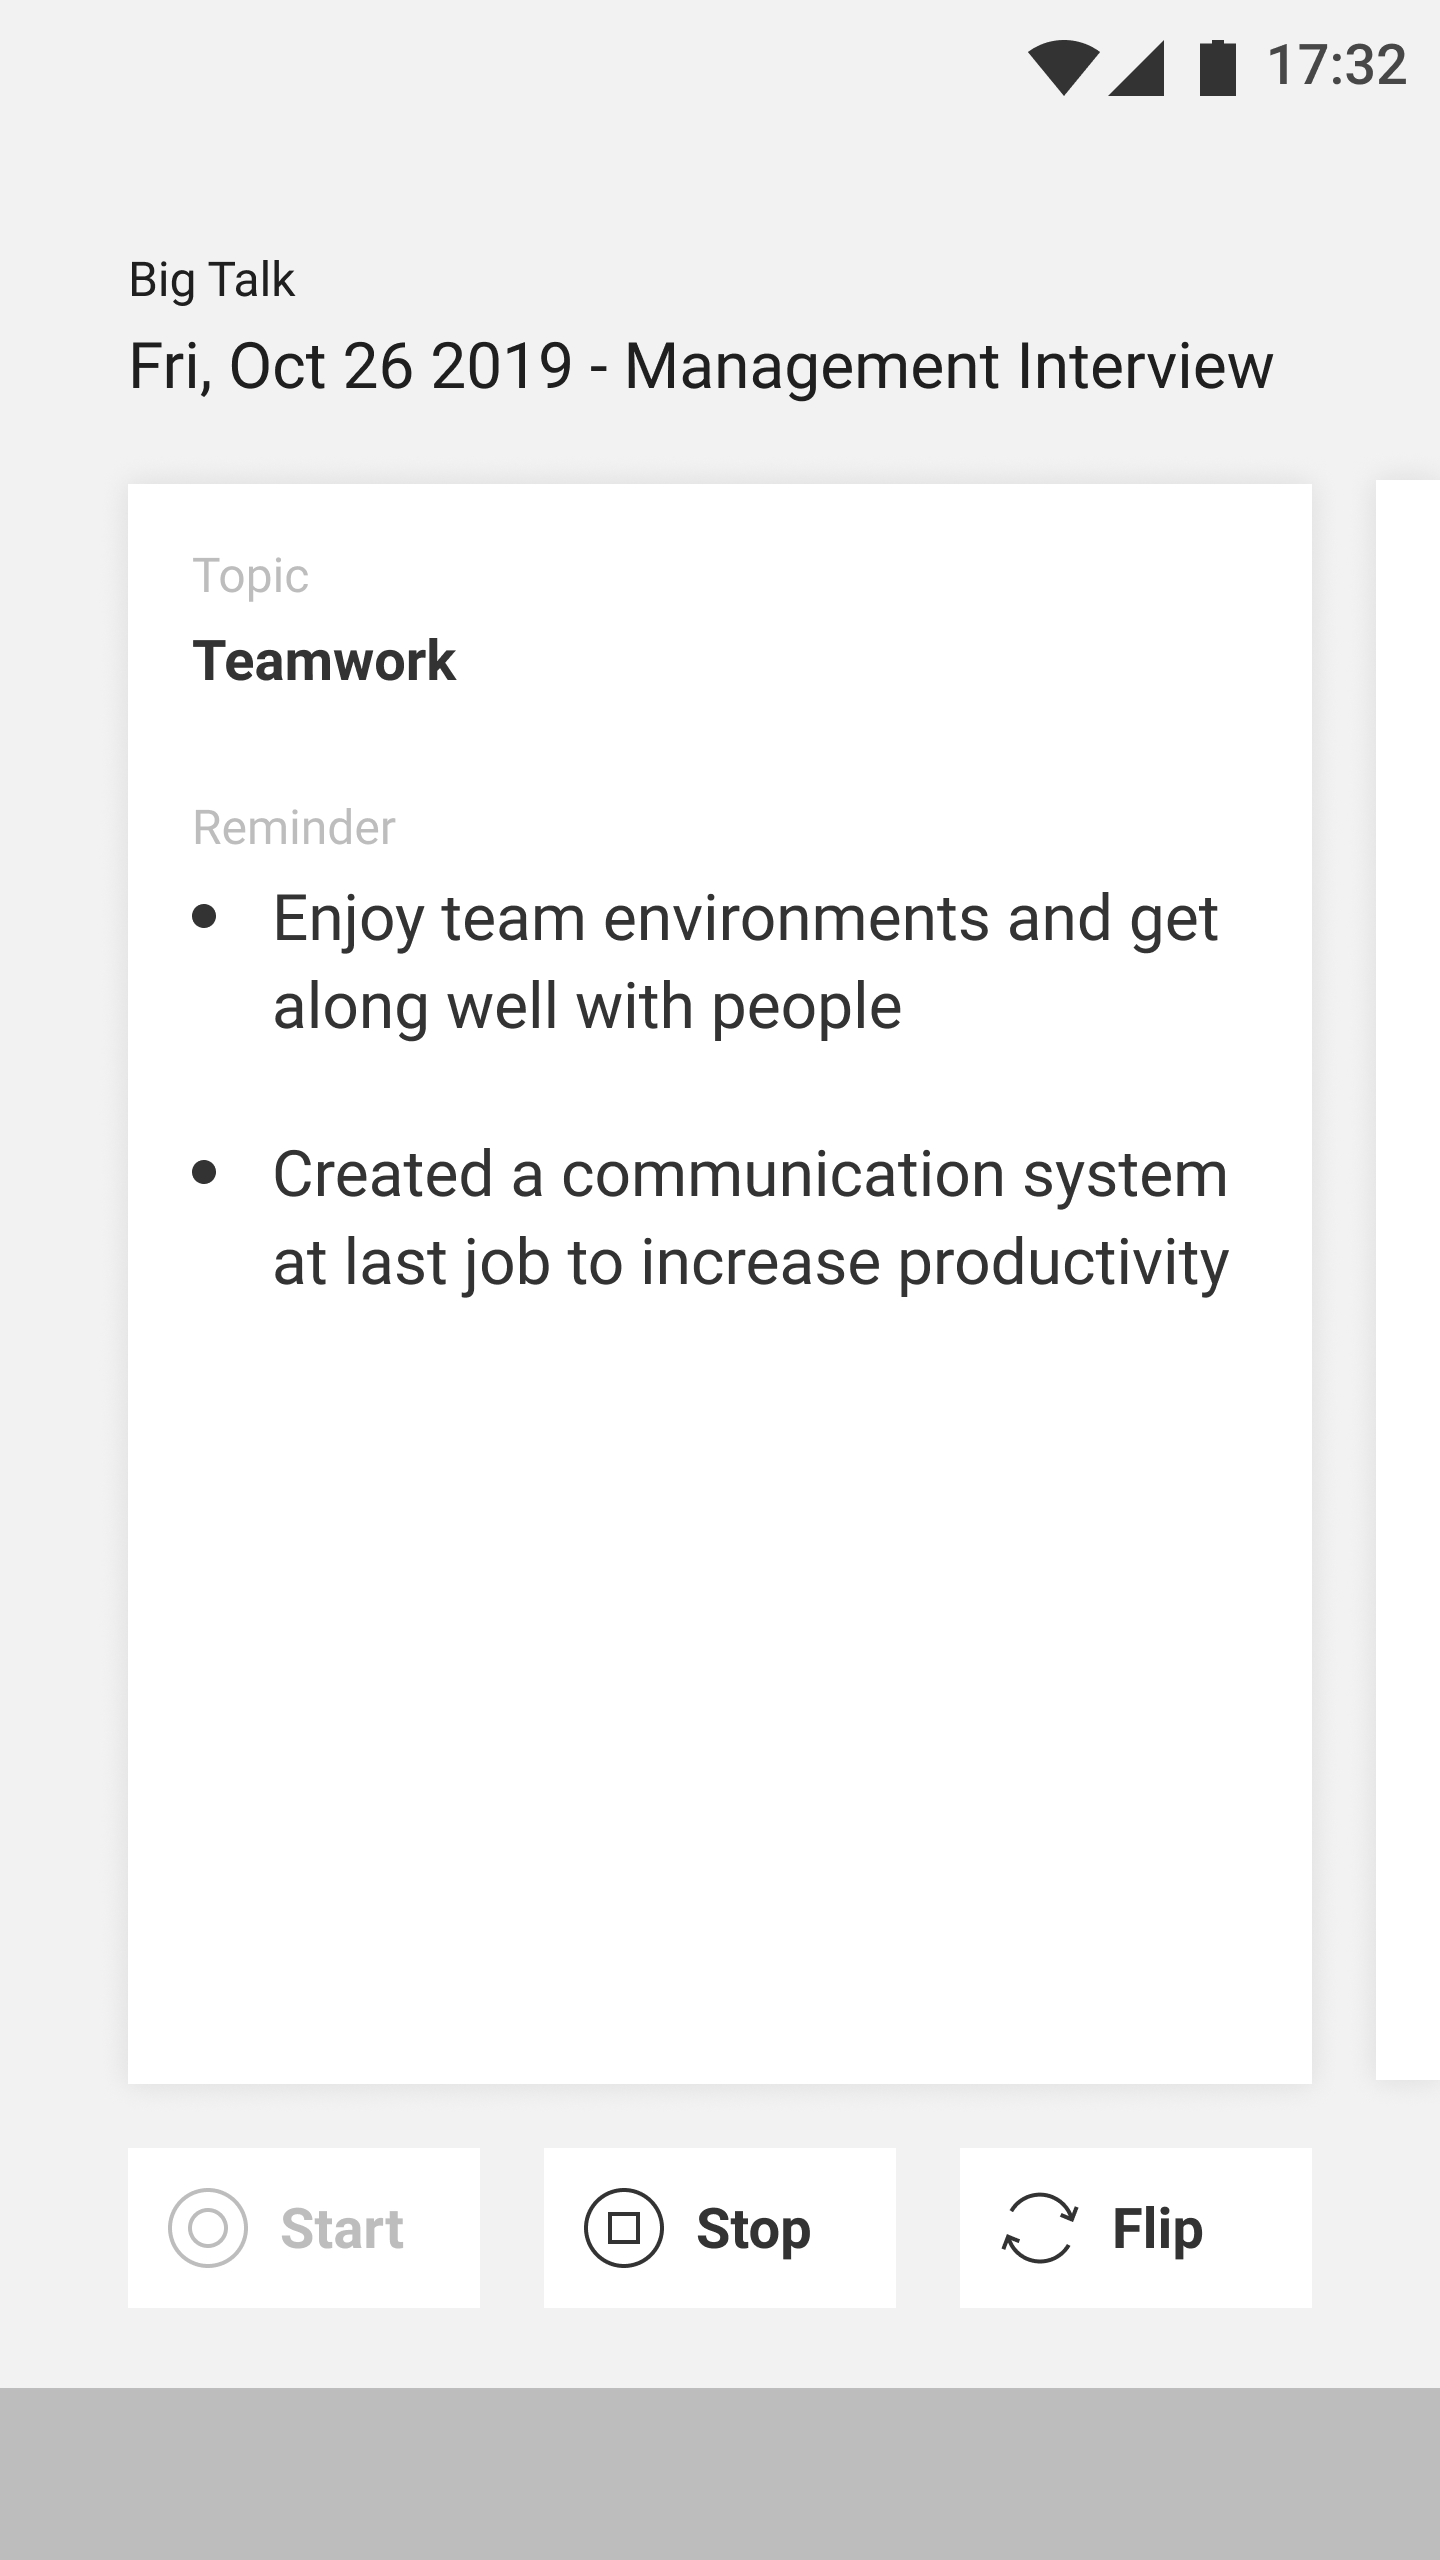 17:32
Big Talk
Fri, Oct 26 2019 - Management Interview
Topic
Teamwork
Reminder
• Enjoy team environments and get
along well with people
• Created a communication system
at last job to increase productivity
Start
Stop
Flip